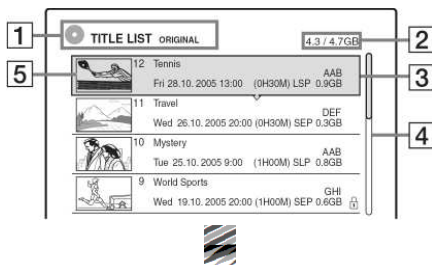 1 TITLE LIST ORIGINAL 4.3 / 4.7GB 2
5 12 Tennis
AAB 3
Fri 28.10. 2005 13:00 (0H30M) LSP 0.9GB
11 Travel
DEF
Wed 26.10. 2005 20:00 (0H30M) SEP 0.3GB
4
10 Mystery
AAB
Tue 25.10. 2005 9:00 (1H00M) SLP 0.8GB
9 World Sports
GHI
Wed 19.10. 2005 20:00 (1H00M) SEP 0.6GB